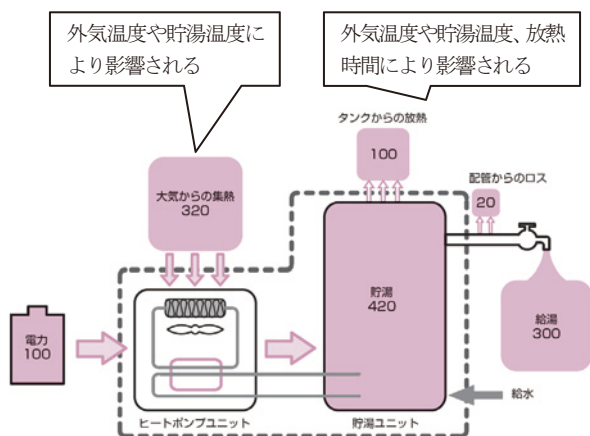 外気温度や貯湯温度に
より影響される
外気温度や貯湯温度、放熱
時間により影響される
タンクからの放熱
100
配管からのロス
20
大気からの集熱
320
貯湯
420
給湯
300
電力
100
給水
ヒートポンプユニット
貯湯ユニット